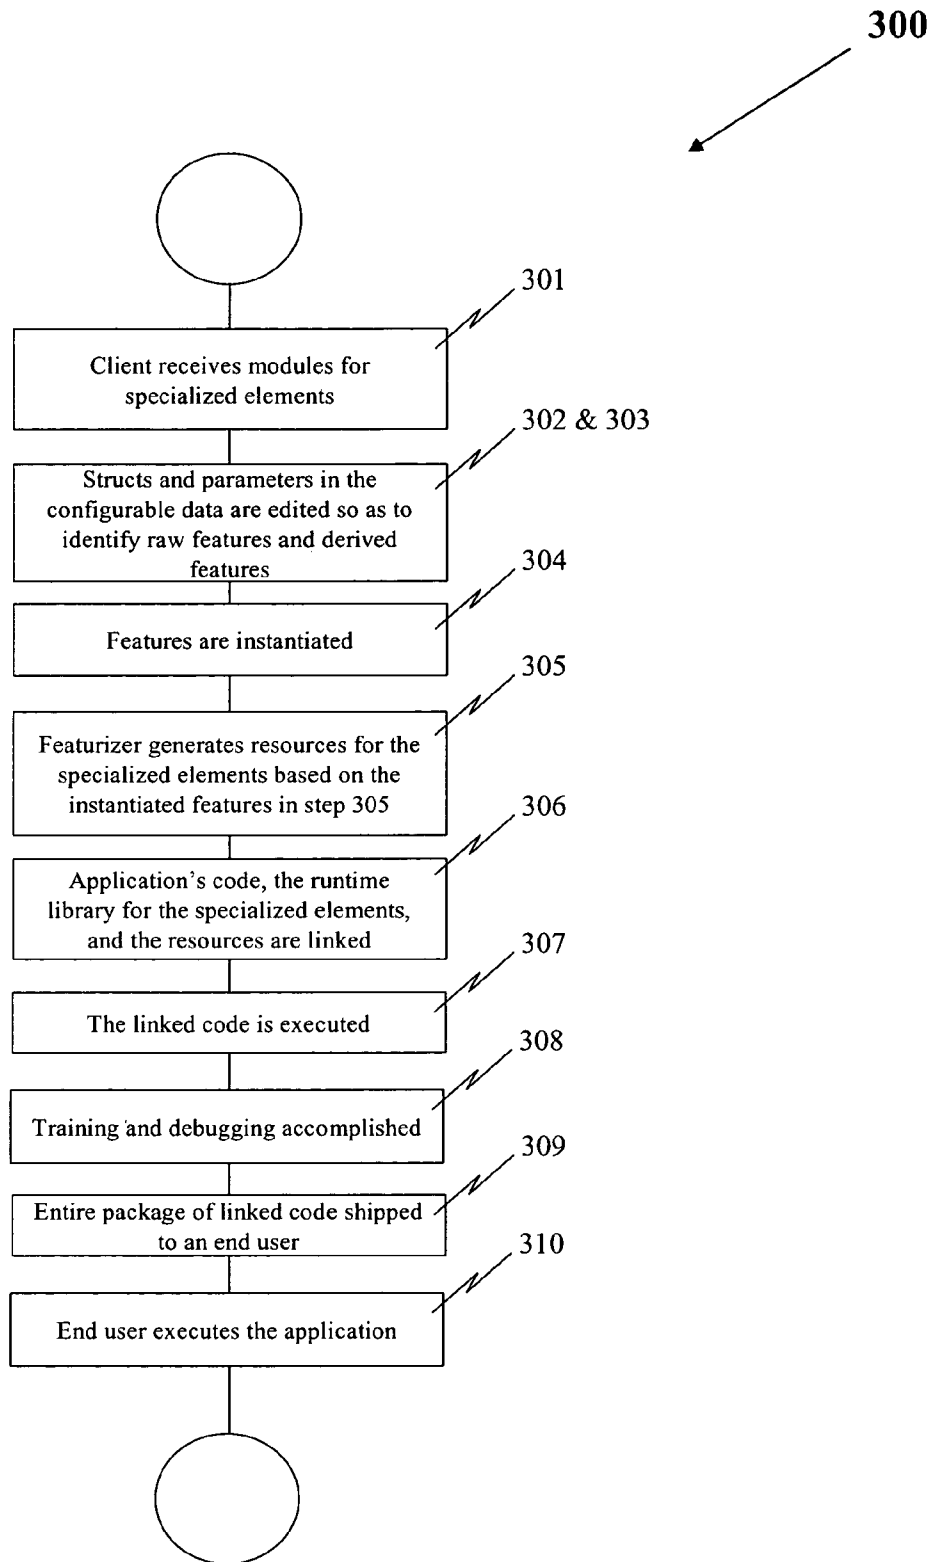 300
301
Client receives modules for
specialized elements
302 & 303
Structs and parameters in the
configurable data are edited so as to
identify raw features and derived
features
304
Features are instantiated
305
Featurizer generates resources for the
specialized elements based on the
instantiated features in step 305
306
Application's code, the runtime
library for the specialized elements,
and the resources are linked
307
The linked code is executed
308
Training and debugging accomplished
309
Entire package of linked code shipped
to an end user
310
End user executes the application